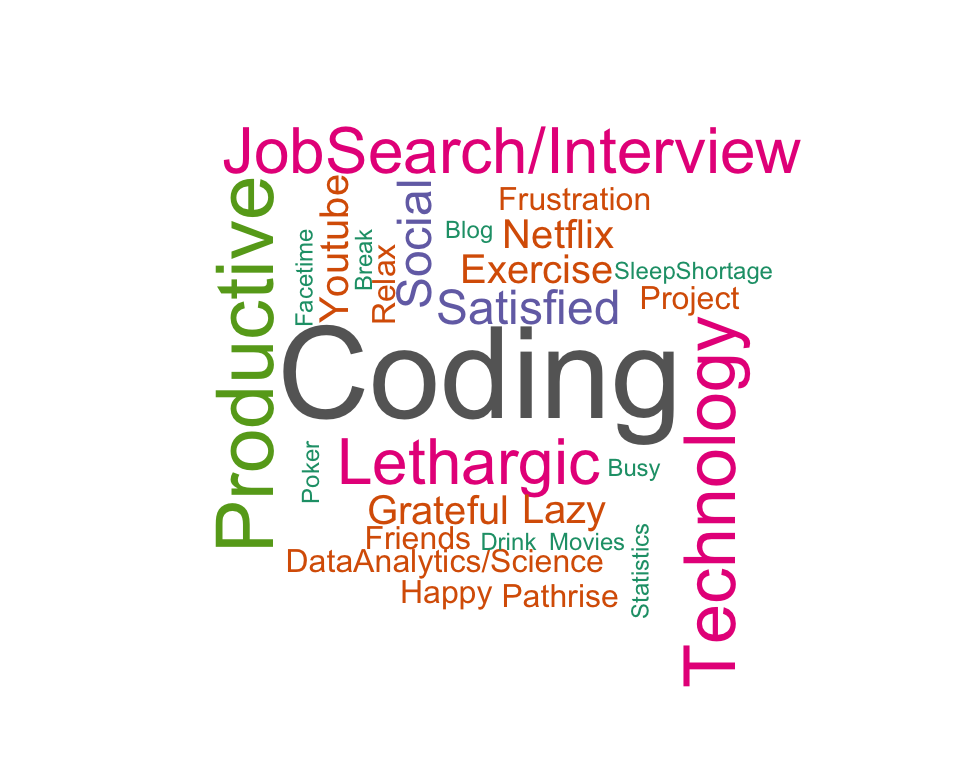 JobSearch/Interview
Productive
Youtube
Social
Frustration
Facetime
Break
Relax
Blog
Netflix
Exercise
SleepShortage
Satisfied
Project
Coding
Technology
Poker
Lethargic
Busy
Grateful
Lazy
Friends
Drink
Movies
Statistics
DataAnalytics/Science
Happy
Pathrise